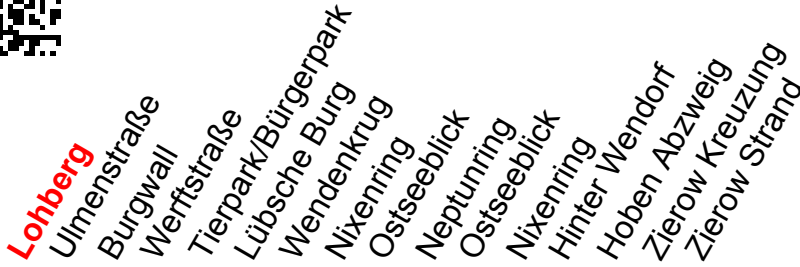 Lohberg
Ulmenstraße
Burgwall
Werftstraße
Tierpark/Bürgerpark
Lübsche Burg
Wendenkrug
Nixenring
Ostseeblick
Neptunring
Ostseeblick
Nixenring
Hinter Wendorf
Hoben Abzweig
Zierow Kreuzung
Zierow Strand